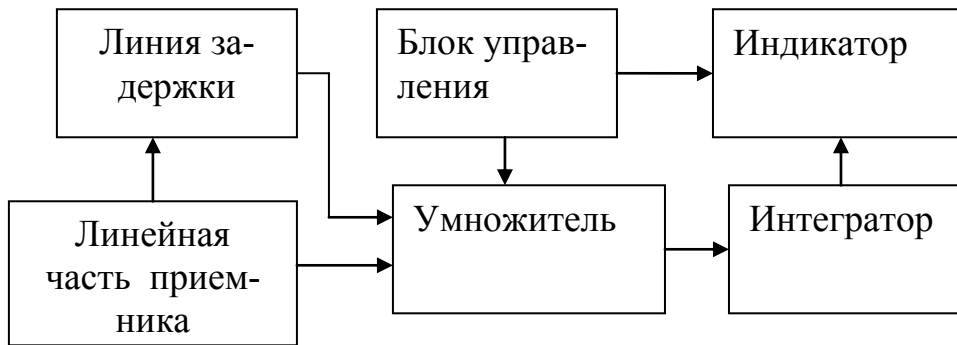 Линия за-
держки
Блок управ-
ления
Индикатор
Линейная
часть прием-
ника
Умножитель
Интегратор